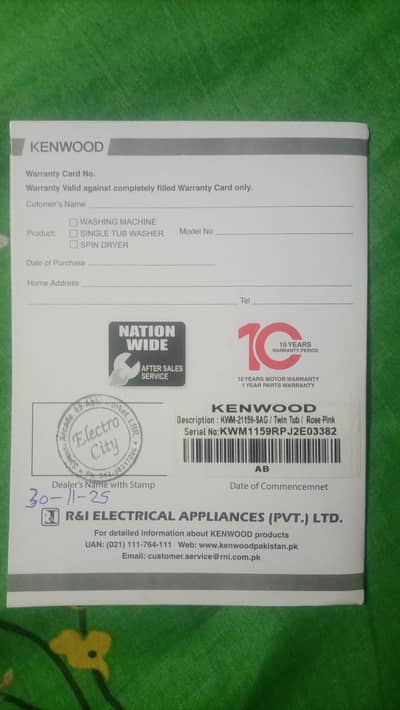 KENWOOD
Warranty Card No.
Warranty Valid against completely filled Warranty Card only.
Cutomer's Name
WASHING MACHINE
Product: SINGLE TUB WASHER Model No
SPIN DRYER
Date of Purchase
Home Address
Tel
NATION
WIDE
AFTER SALES
SERVICE
10
10 YEARS
WARRANTY PERIOD
10 YEARS MOTOR WARRANTY
1 YEAR PARTS WARRANTY
Electro
City
KENWOOD
Description : KWM-21159-SAG / Twin Tub / Rose Pink
Serial No: KWM1159RPJ2E03382
AB
Dealer's Name with Stamp
Date of Commencemnet
30-11-25
R&I ELECTRICAL APPLIANCES (PVT.) LTD.
For detailed information about KENWOOD products
UAN: (021) 111-764-111 Web: www.kenwoodpakistan.pk
Email: customer.service@rni.com.pk